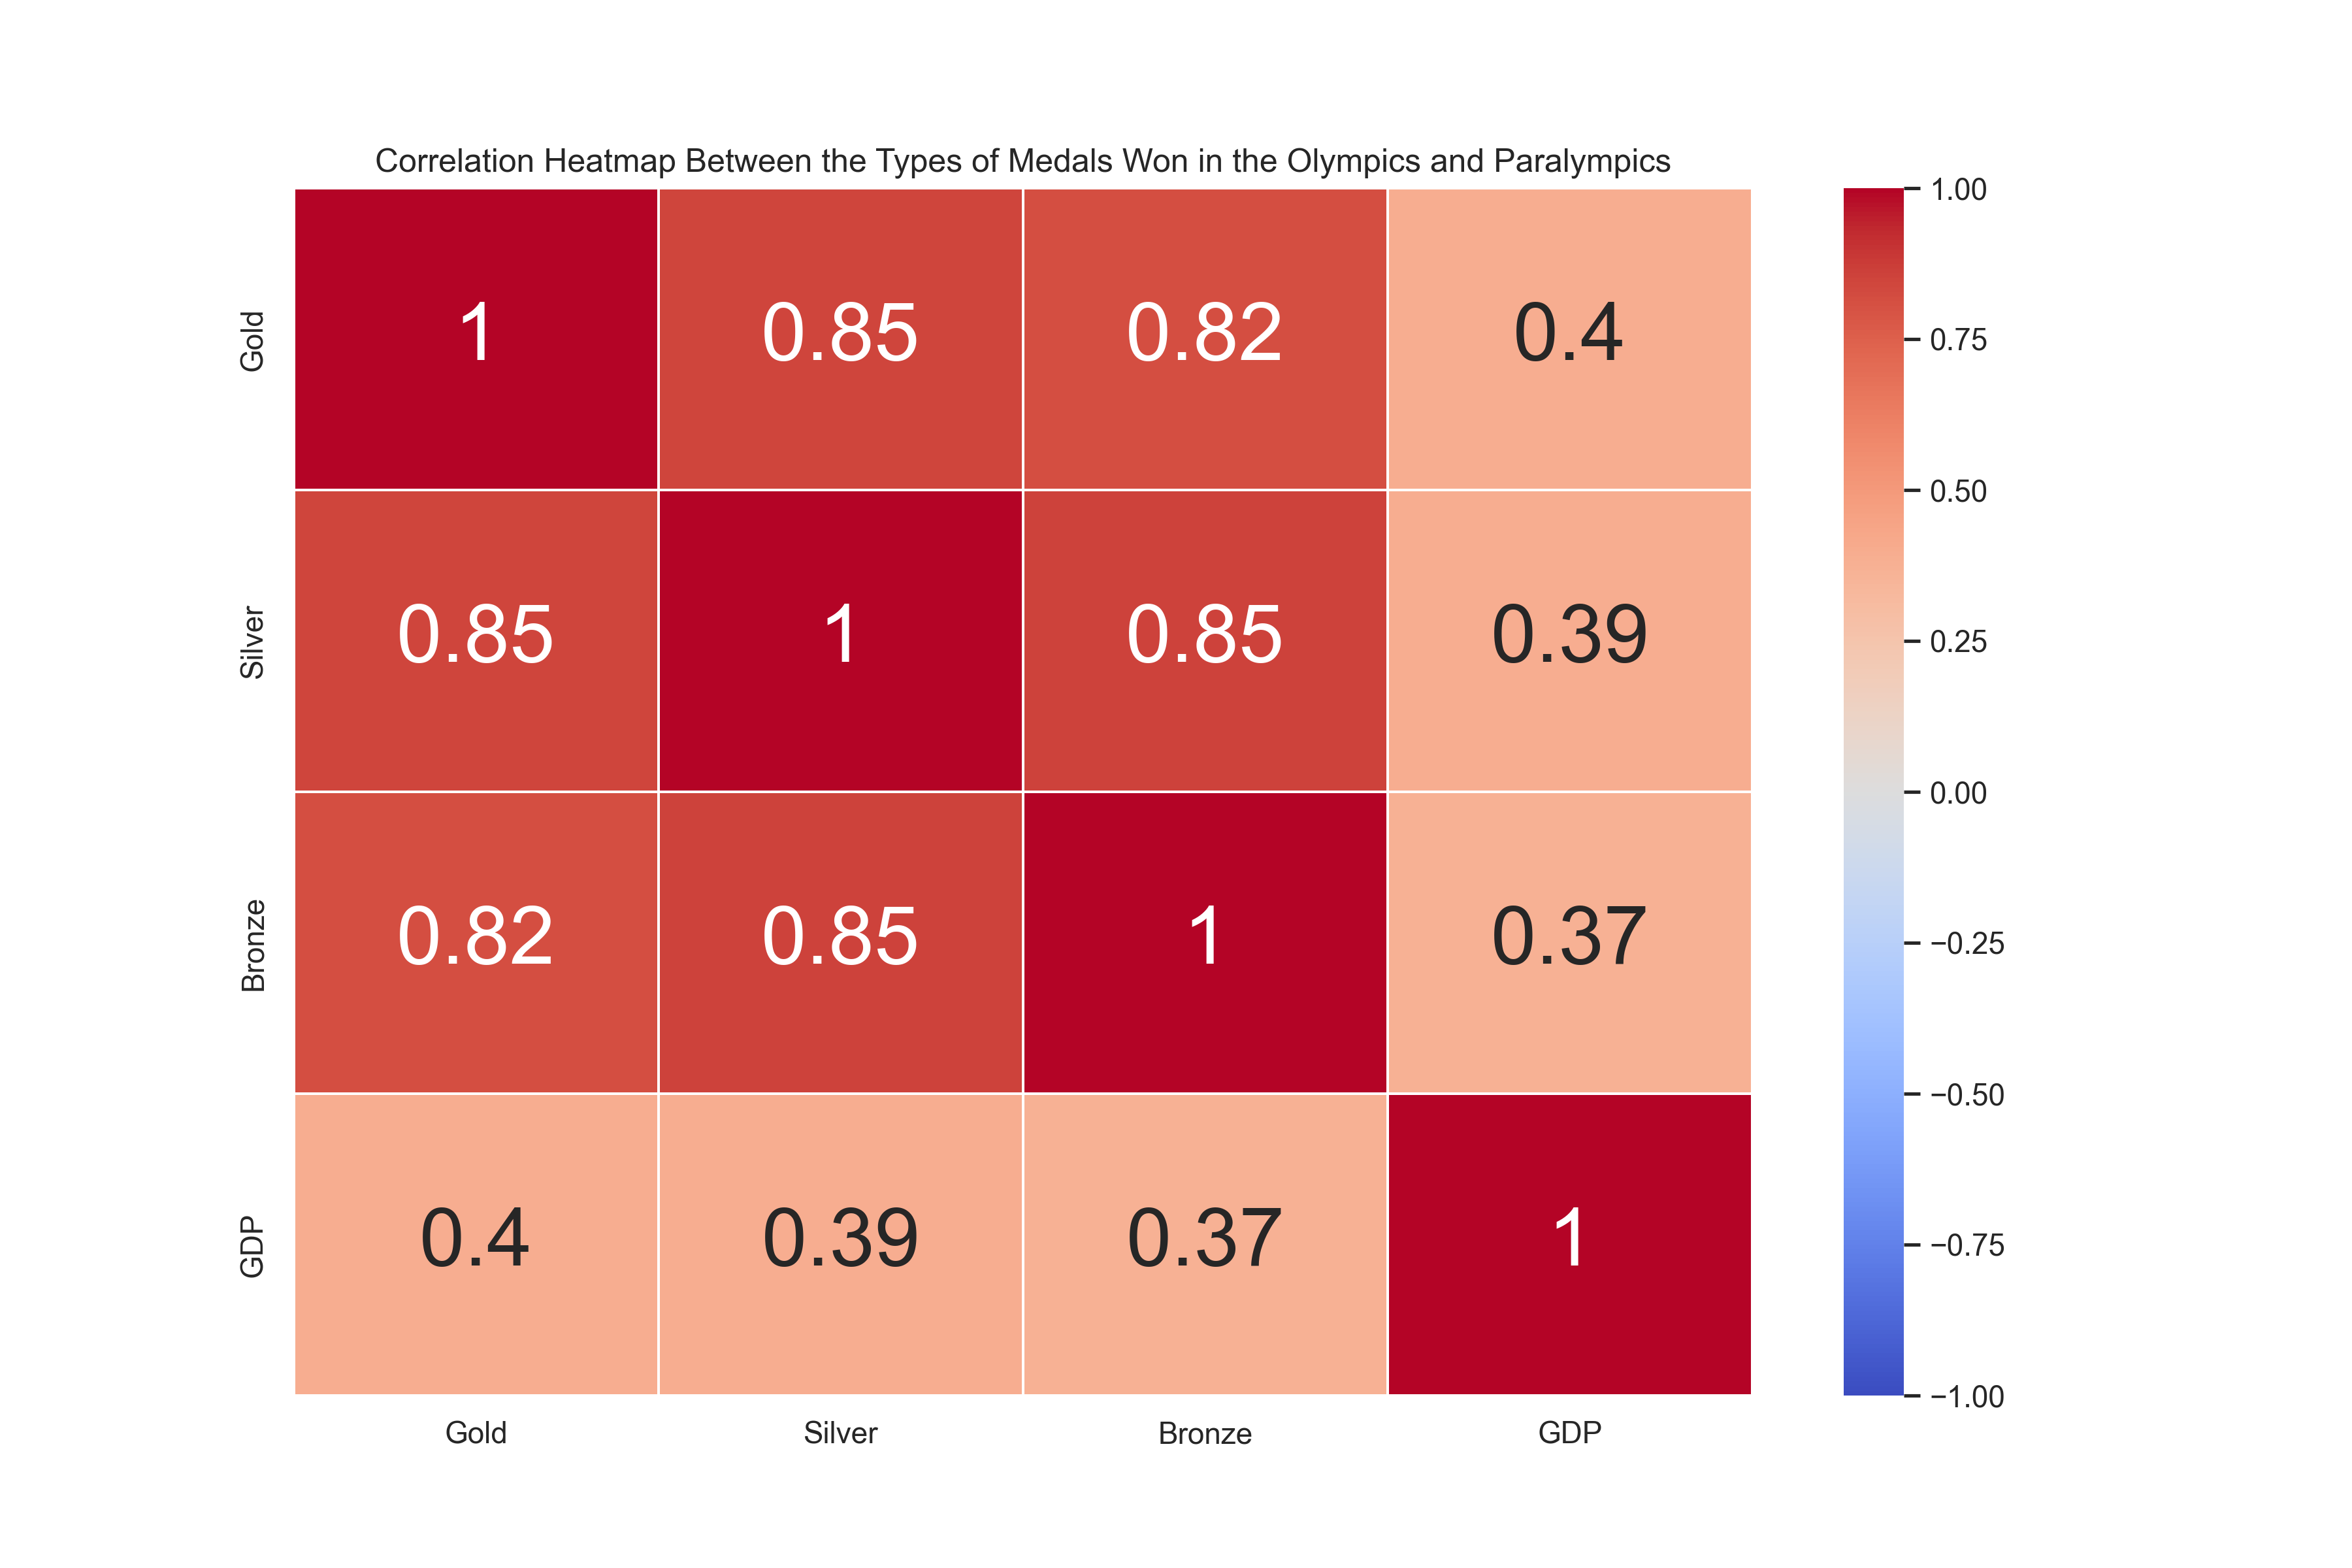 Correlation Heatmap Between the Types of Medals Won in the Olympics and Paralympics
Gold
1 0.85 0.82 0.4
Silver
0.85 1 0.85 0.39
Bronze
0.82 0.85 1 0.37
GDP
0.4 0.39 0.37 1
Gold Silver Bronze GDP
1.00
0.75
0.50
0.25
0.00
−0.25
−0.50
−0.75
−1.00